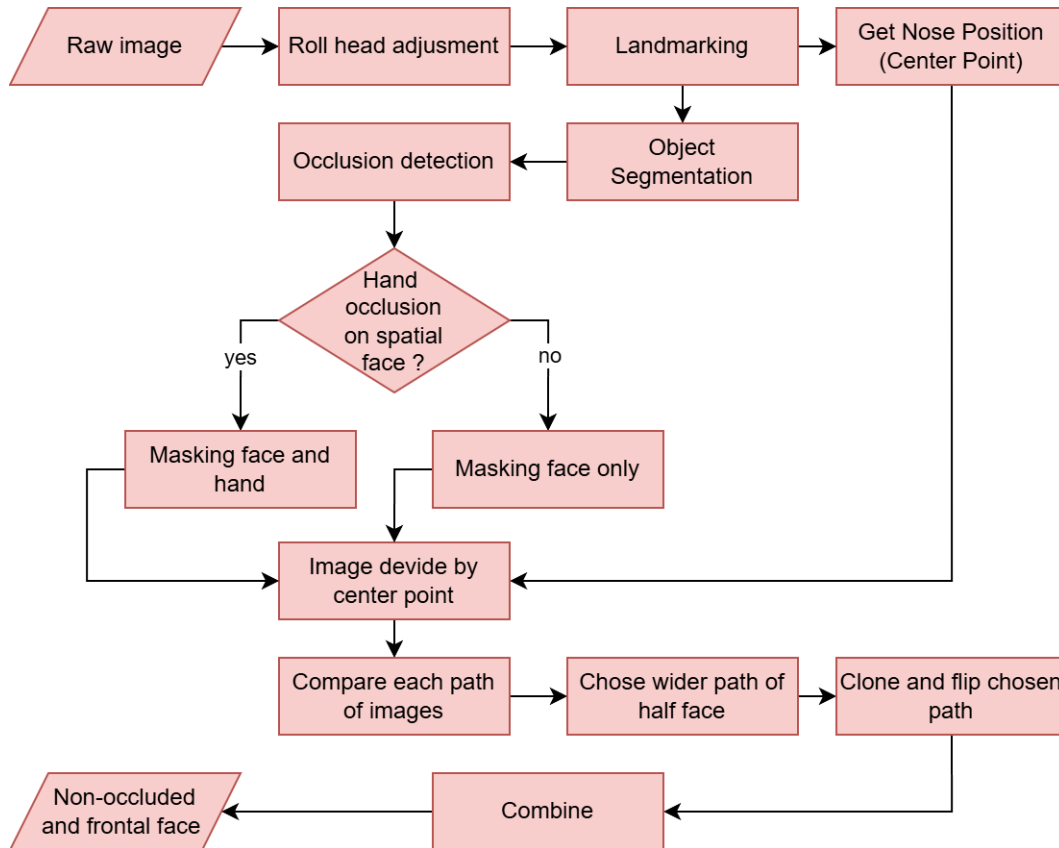 Raw image
Roll head adjusment
Landmarking
Get Nose Position
(Center Point)
Occlusion detection
Object
Segmentation
Hand
occlusion
on spatial
face ?
yes
no
Masking face and
hand
Masking face only
Image devide by
center point
Compare each path
of images
Chose wider path of
half face
Clone and flip chosen
path
Non-occluded
and frontal face
Combine